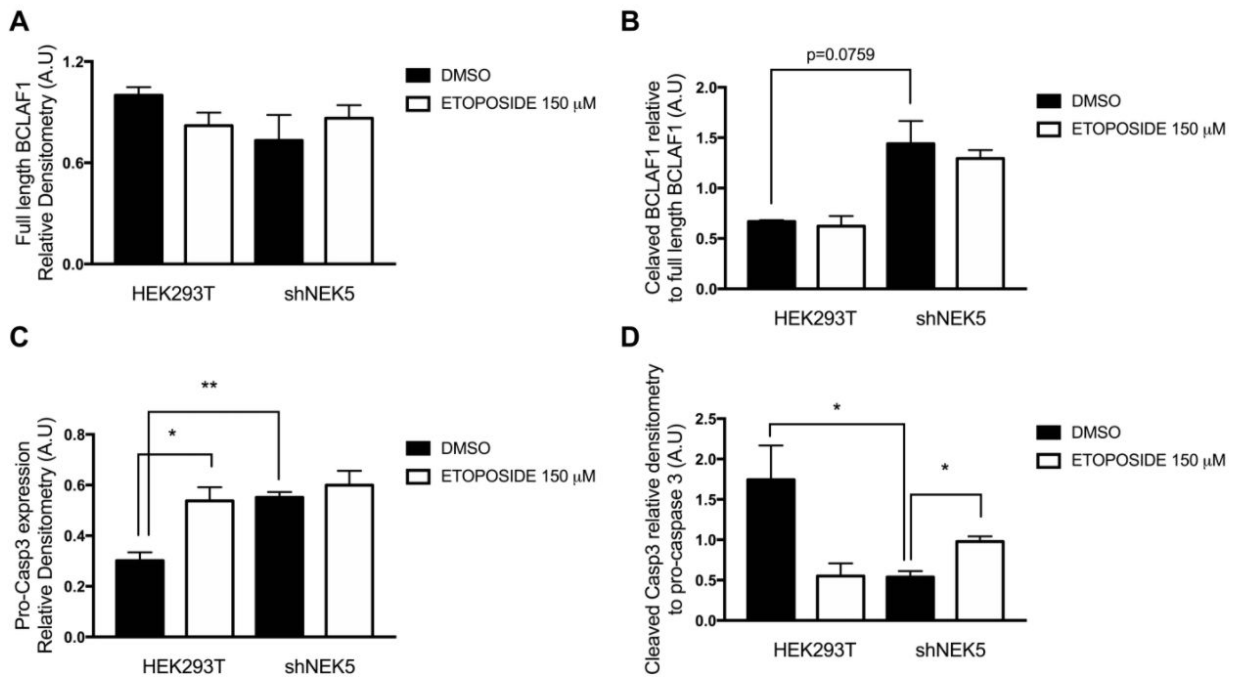 A
Full length BCLAF1
Relative Densitometry (A.U)
1.2
0.6
0.0
HEK293T
shNEK5
DMSO
ETOPOSIDE 150 μM
B
Celaved BCLAF1 relative
to full length BCLAF1 (A.U)
p=0.0759
2.0
1.5
1.0
0.5
0.0
HEK293T
shNEK5
DMSO
ETOPOSIDE 150 μM
C
Pro-Casp3 expression
Relative Densitometry (A.U)
**
*
0.8
0.6
0.4
0.2
0.0
HEK293T
shNEK5
DMSO
ETOPOSIDE 150 μM
D
Cleaved Casp3 relative densitometry
to pro-caspase 3 (A.U)
*
*
2.5
2.0
1.5
1.0
0.5
0.0
HEK293T
shNEK5
DMSO
ETOPOSIDE 150 μM